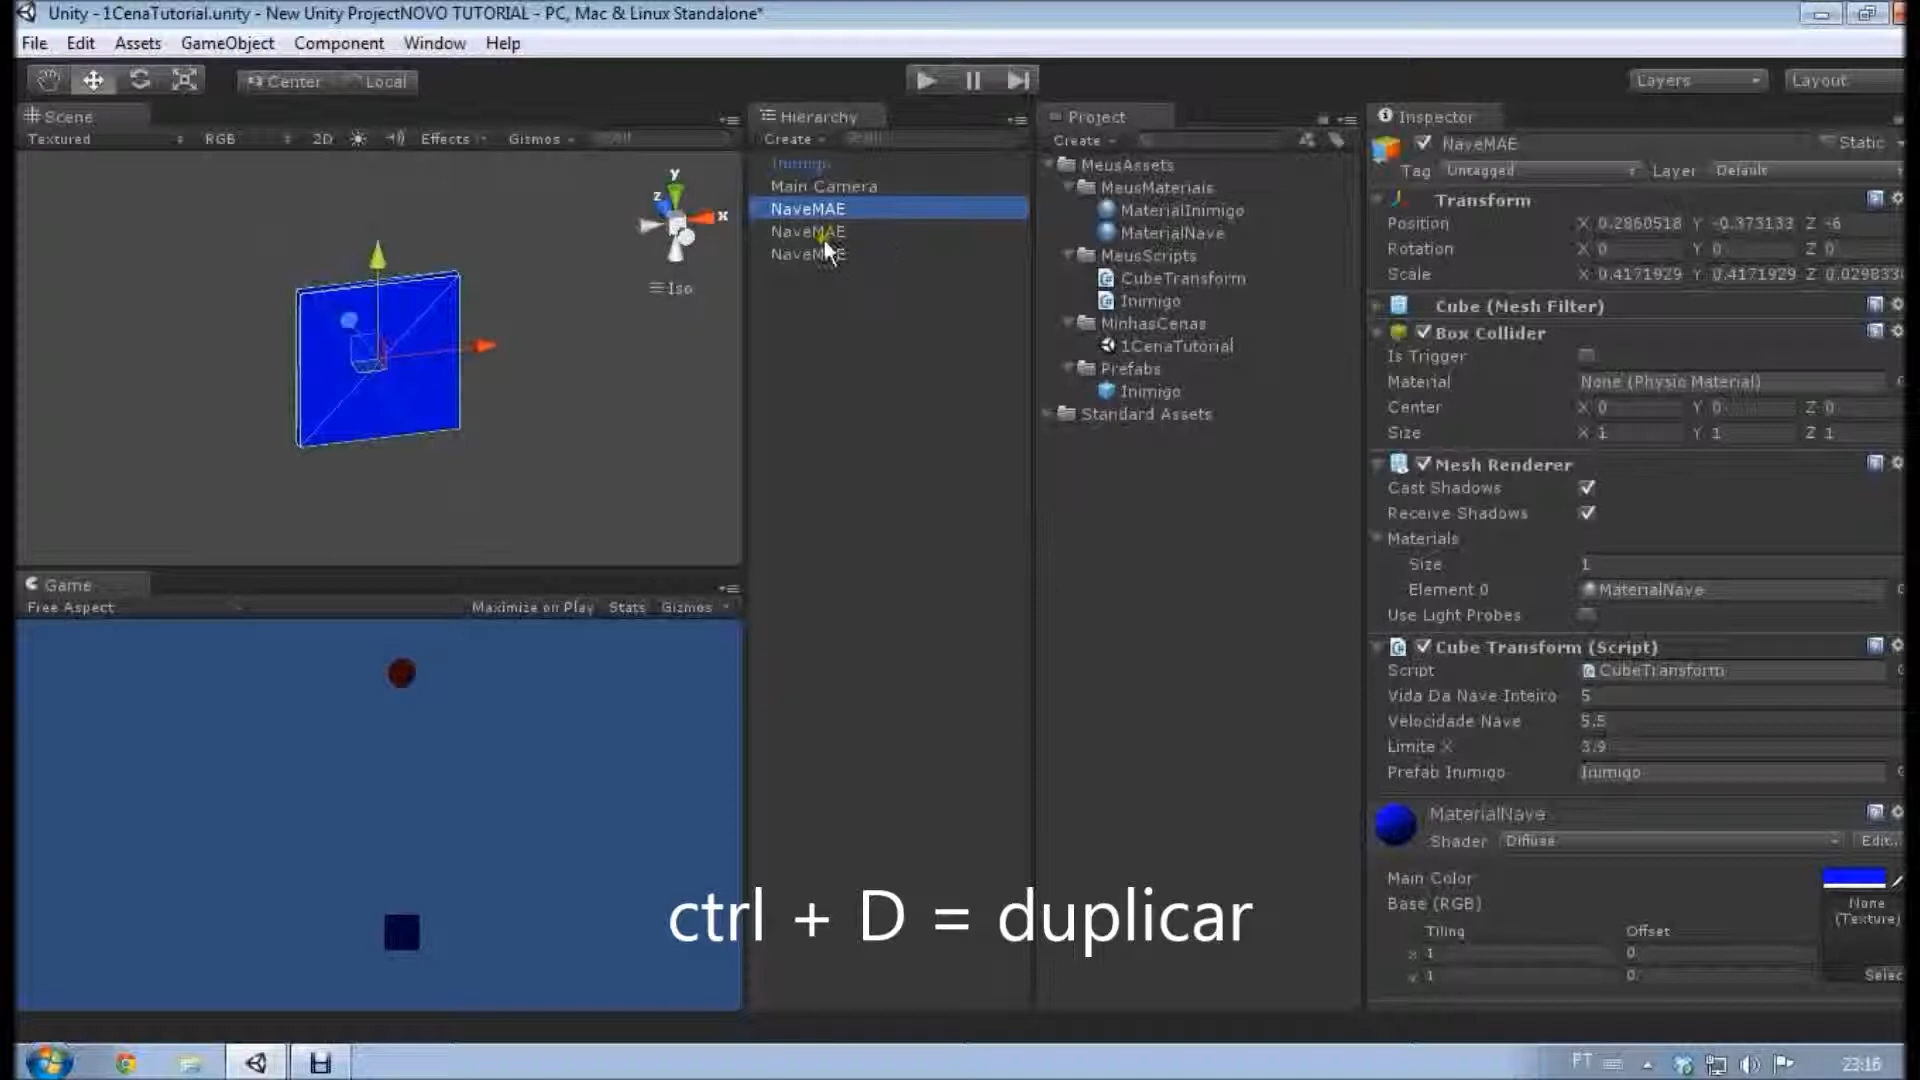 Unity - 1CenaTutorial.unity - New Unity ProjectNOVO TUTORIAL - PC, Mac & Linux Standalone*
File Edit Assets GameObject Component Window Help
Center Local
Layers Layout
Scene
Textured RGB 2D Effects Gizmos All
Hierarchy
Create All
Inimigo
Main Camera
NaveMAE
NaveMAE
NaveMAE
y
z
x
Iso
Project
Create
MeusAssets
MeusMateriais
MaterialInimigo
MaterialNave
MeusScripts
CubeTransform
Inimigo
MinhasCenas
1CenaTutorial
Prefabs
Inimigo
Standard Assets
Inspector
NaveMAE Static
Tag Untagged Layer Default
Transform
Position X 0.2860518 Y -0.373133 Z -6
Rotation X 0 Y 0 Z 0
Scale X 0.4171929 Y 0.4171929 Z 0.029833
Cube (Mesh Filter)
Box Collider
Is Trigger
Material None (Physic Material)
Center X 0 Y 0 Z 0
Size X 1 Y 1 Z 1
Mesh Renderer
Cast Shadows
Receive Shadows
Materials
Size 1
Element 0 MaterialNave
Use Light Probes
Cube Transform (Script)
Script CubeTransform
Vida Da Nave Inteiro 5
Velocidade Nave 5.5
Limite X 3.9
Prefab Inimigo Inimigo
MaterialNave
Shader Diffuse Edit...
Main Color
Base (RGB)
None
(Texture)
Tiling Offset
x 1 0
y 1 0
Selec
Game
Free Aspect Maximize on Play Stats Gizmos
ctrl + D = duplicar
PT 23:16